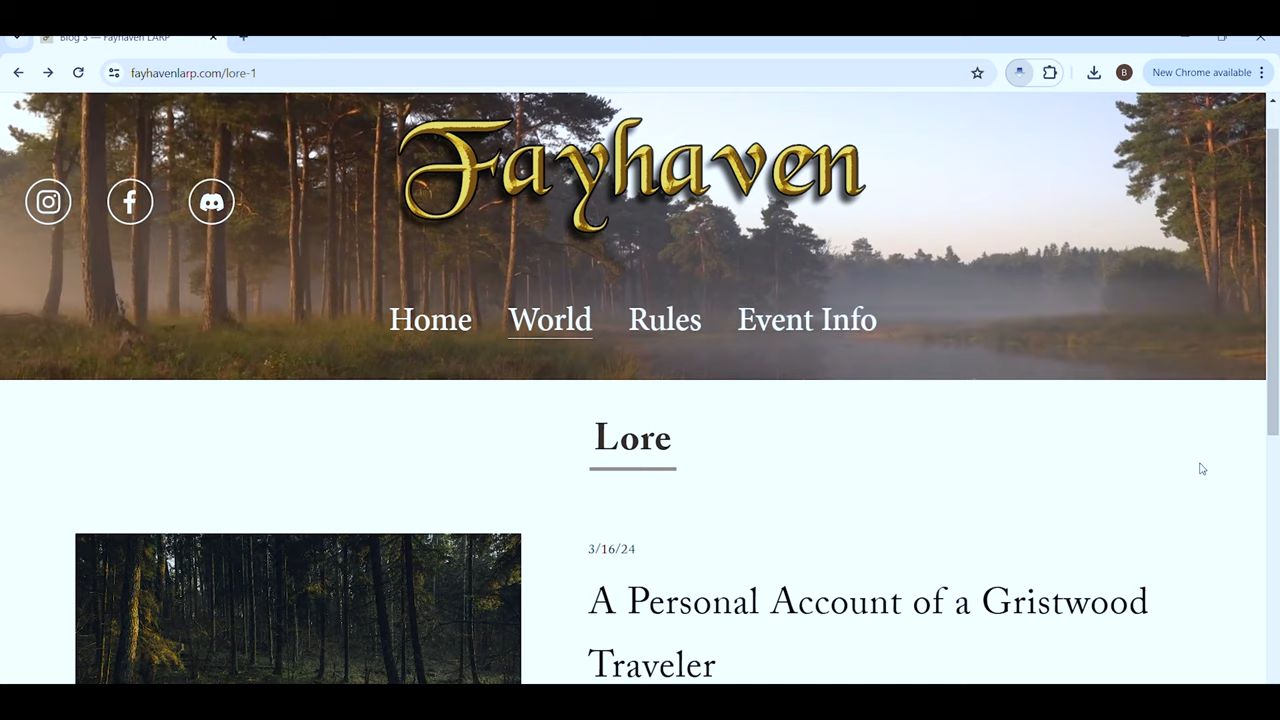 Blog 3 — Fayhaven LARP
fayhavenlarp.com/lore-1
B
New Chrome available
Fayhaven
Home World Rules Event Info
Lore
3/16/24
A Personal Account of a Gristwood
Traveler